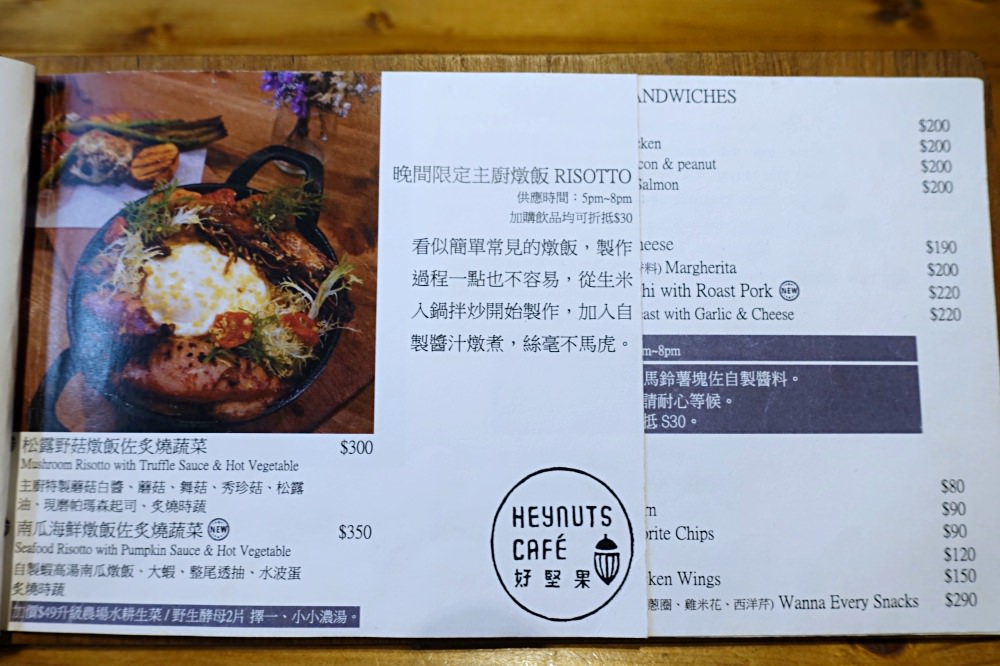 松露野菇燉飯佐炙燒蔬菜 $300
Mushroom Risotto with Truffle Sauce & Hot Vegetable
主廚特製蘑菇白醬、蘑菇、舞菇、秀珍菇、松露
油、現磨帕瑪森起司、炙燒時蔬
南瓜海鮮燉飯佐炙燒蔬菜 NEW $350
Seafood Risotto with Pumpkin Sauce & Hot Vegetable
自製蝦高湯南瓜燉飯、大蝦、整尾透抽、水波蛋
炙燒時蔬
加價$49升級農場水耕生菜 / 野生酵母2片 擇一、小小濃湯。
晚間限定主廚燉飯 RISOTTO
供應時間：5pm~8pm
加購飲品均可折抵$30
看似簡單常見的燉飯，製作
過程一點也不容易，從生米
入鍋拌炒開始製作，加入自
製醬汁燉煮，絲毫不馬虎。
HEYNUTS
CAFÉ
好堅果
ANDWICHES
$200
cken $200
con & peanut $200
Salmon $200
heese $190
料) Margherita $200
hi with Roast Pork NEW $220
ast with Garlic & Cheese $220
m~8pm
馬鈴薯塊佐自製醬料。
請耐心等候。
抵 $30。
$80
rn $90
orite Chips $90
$120
ken Wings $150
蔥圈、雞米花、西洋芹) Wanna Every Snacks $290